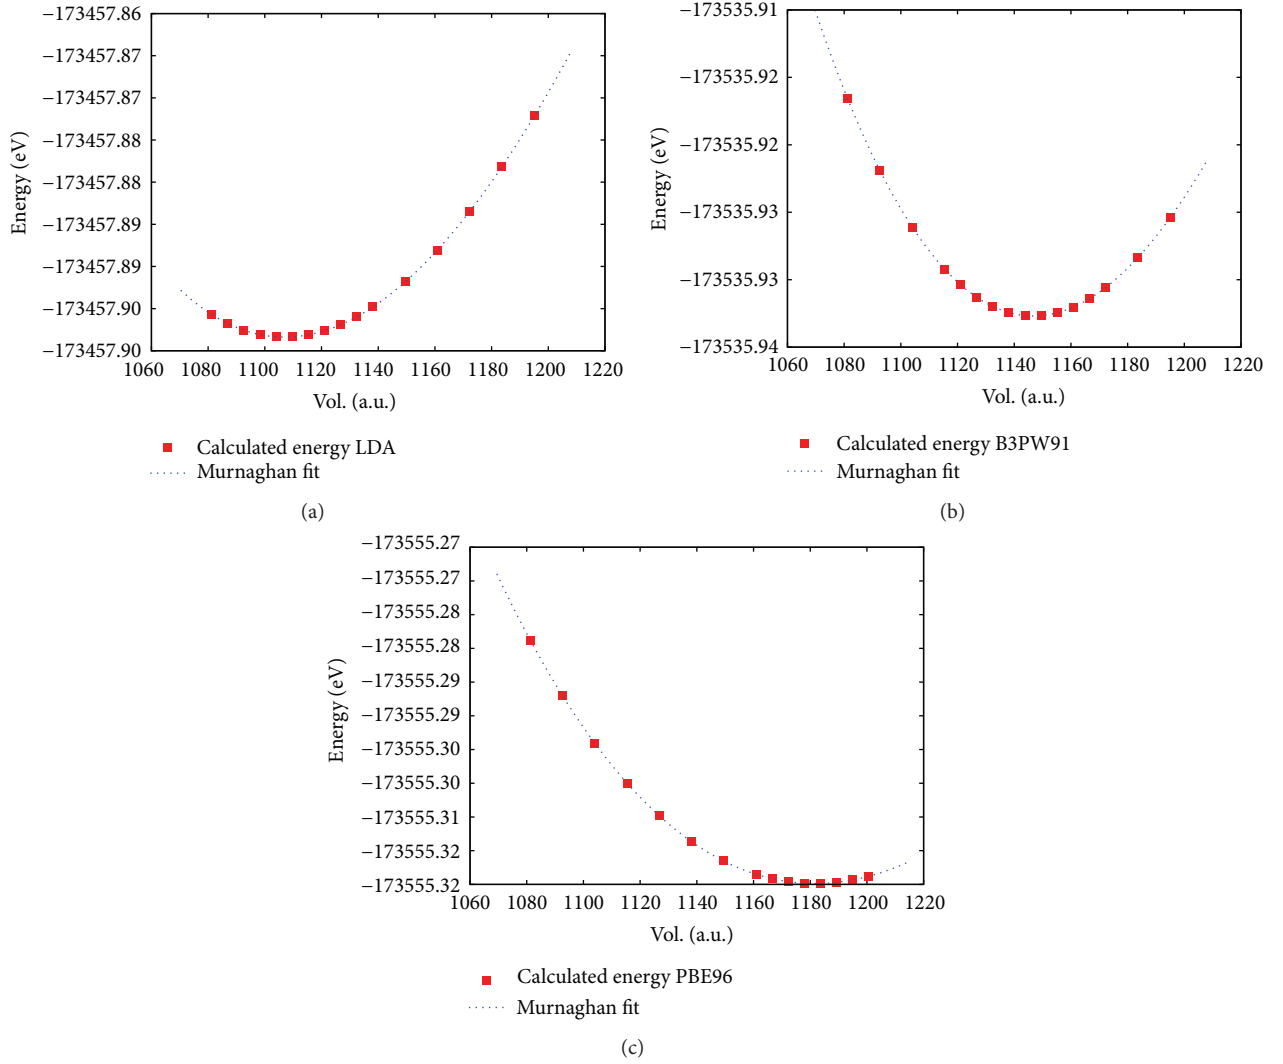 −173457.86
−173457.87
−173457.87
−173457.88
−173457.88
−173457.89
−173457.89
−173457.90
−173457.90
Energy (eV)
1060 1080 1100 1120 1140 1160 1180 1200 1220
Vol. (a.u.)
Calculated energy LDA
Murnaghan fit
(a)
−173535.91
−173535.92
−173535.92
−173535.93
−173535.93
−173535.94
Energy (eV)
1060 1080 1100 1120 1140 1160 1180 1200 1220
Vol. (a.u.)
Calculated energy B3PW91
Murnaghan fit
(b)
−173555.27
−173555.27
−173555.28
−173555.28
−173555.29
−173555.29
−173555.30
−173555.30
−173555.31
−173555.32
−173555.32
Energy (eV)
1060 1080 1100 1120 1140 1160 1180 1200 1220
Vol. (a.u.)
Calculated energy PBE96
Murnaghan fit
(c)